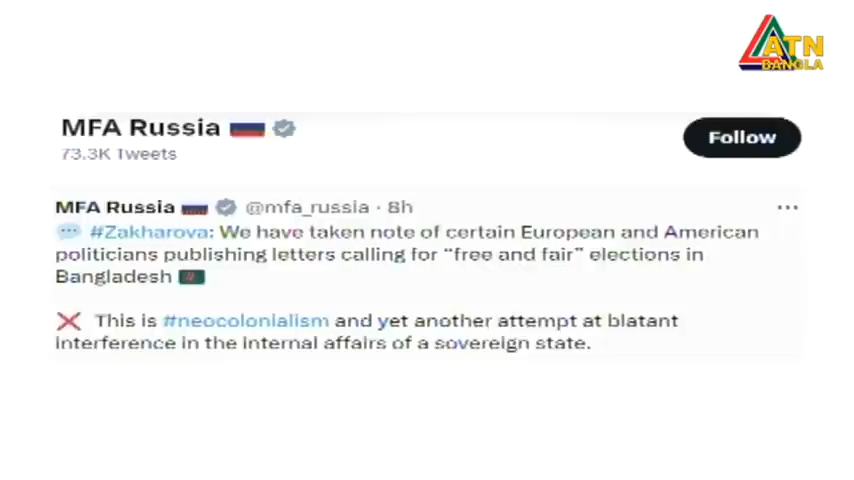 ATN
BANGLA
MFA Russia
73.3K Tweets
Follow
MFA Russia @mfa_russia · 8h
#Zakharova: We have taken note of certain European and American
politicians publishing letters calling for “free and fair” elections in
Bangladesh
This is #neocolonialism and yet another attempt at blatant
interference in the internal affairs of a sovereign state.